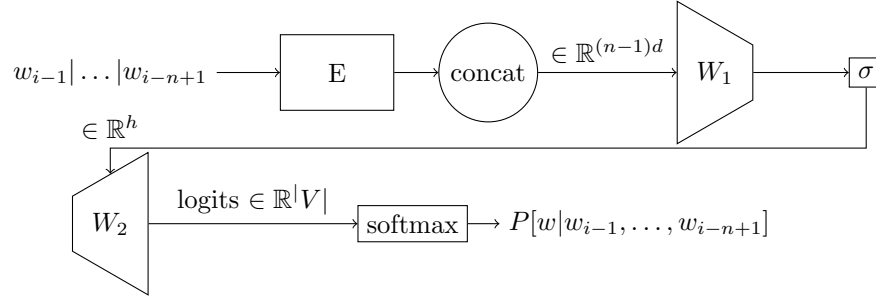 w_{i-1}| … |w_{i-n+1}
E
concat
∈ ℝ^{(n-1)d}
W_1
σ
∈ ℝ^h
W_2
logits ∈ ℝ^|V|
softmax
P[w|w_{i-1}, …, w_{i-n+1}]